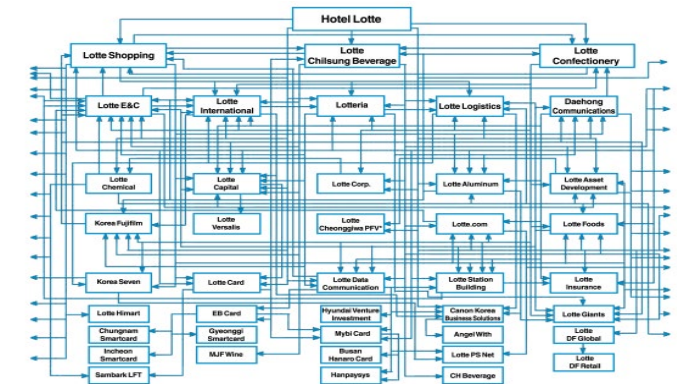 Hotel Lotte
Lotte Shopping
Lotte
Chilsung Beverage
Lotte
Confectionery
Lotte E&C
Lotte
International
Lotteria
Lotte Logistics
Daehong
Communications
Lotte
Chemical
Lotte
Capital
Lotte Corp.
Lotte Aluminum
Lotte Asset
Development
Korea Fujifilm
Lotte
Versailis
Lotte
Cheonggiwa PFV*
Lotte.com
Lotte Foods
Korea Seven
Lotte Card
Lotte Data
Communication
Lotte Station
Building
Lotte
Insurance
Lotte Himart
EB Card
Hyundai Venture
Investment
Canon Korea
Business Solutions
Lotte Giants
Chungnam
Smartcard
Gyeonggi
Smartcard
Mybi Card
Angel With
Lotte
DF Global
Incheon
Smartcard
MJF Wine
Busan
Hanaro Card
Lotte PS Net
Lotte
DF Retail
Sambark LFT
Hanpaysys
CH Beverage